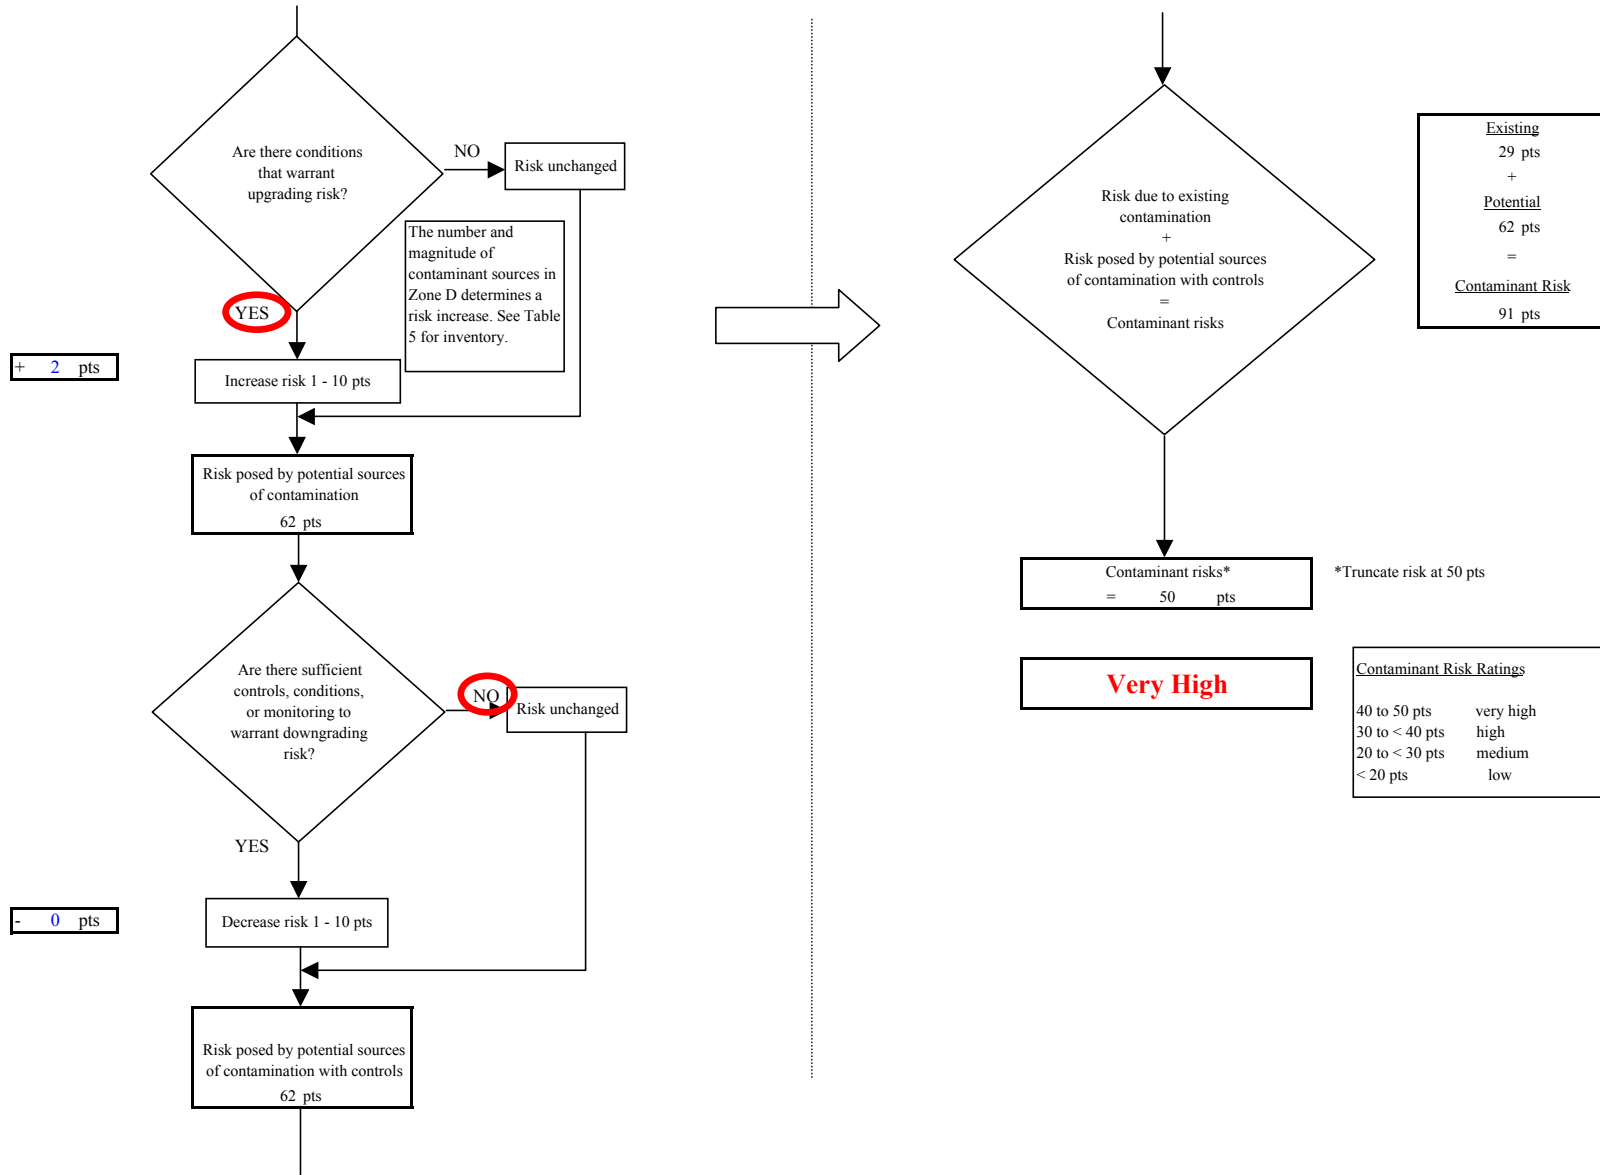 Are there conditions
that warrant
upgrading risk?
NO
Risk unchanged
The number and
magnitude of
contaminant sources in
Zone D determines a
risk increase. See Table
5 for inventory.
YES
+ 2 pts
Increase risk 1 - 10 pts
Risk posed by potential sources
of contamination
62 pts
Are there sufficient
controls, conditions,
or monitoring to
warrant downgrading
risk?
NO
Risk unchanged
YES
- 0 pts
Decrease risk 1 - 10 pts
Risk posed by potential sources
of contamination with controls
62 pts
Risk due to existing
contamination
+
Risk posed by potential sources
of contamination with controls
=
Contaminant risks
Existing
29 pts
+
Potential
62 pts
=
Contaminant Risk
91 pts
Contaminant risks*
= 50 pts
*Truncate risk at 50 pts
Very High
Contaminant Risk Ratings
40 to 50 pts very high
30 to < 40 pts high
20 to < 30 pts medium
< 20 pts low